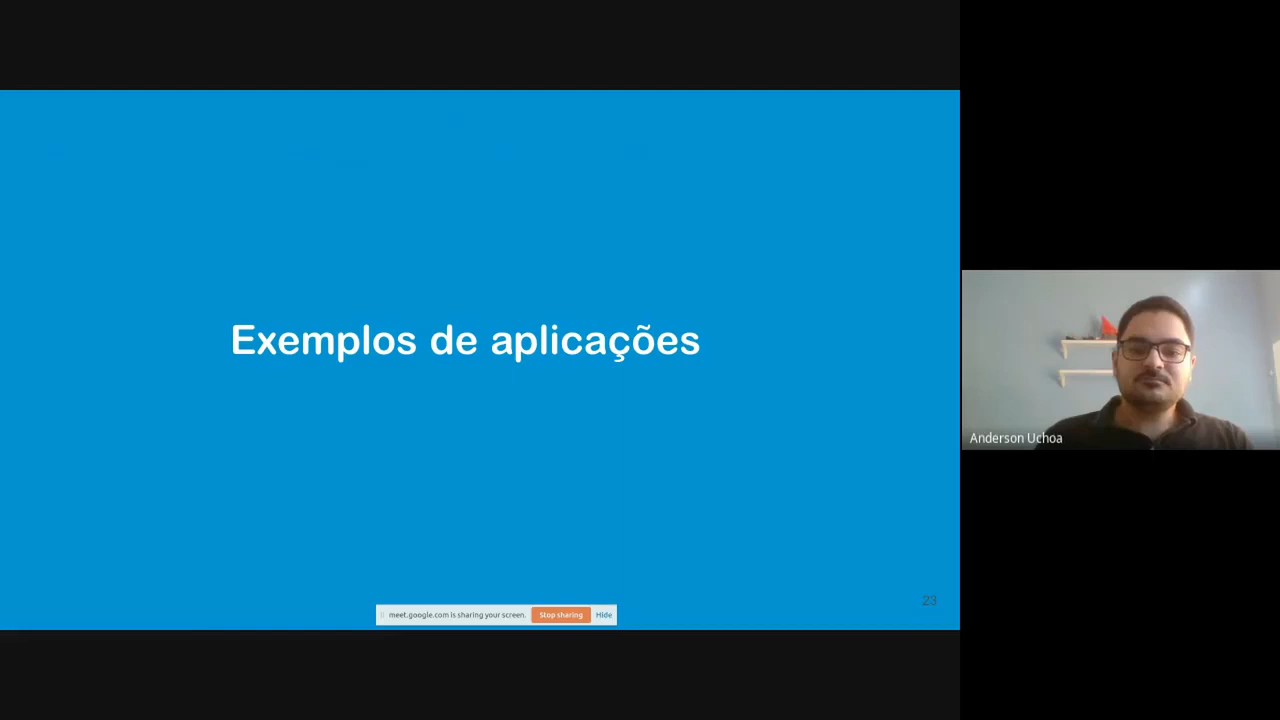 Exemplos de aplicações
Anderson Uchoa
23
meet.google.com is sharing your screen. Stop sharing Hide